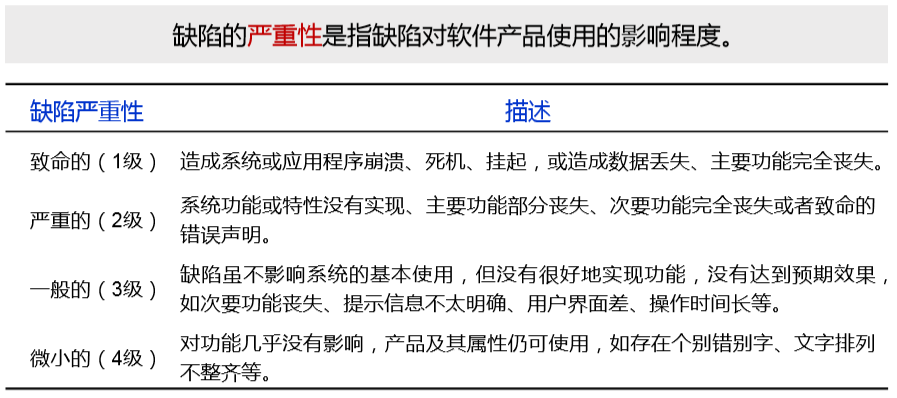 缺陷的严重性是指缺陷对软件产品使用的影响程度。
缺陷严重性 描述
致命的（1级） 造成系统或应用程序崩溃、死机、挂起，或造成数据丢失、主要功能完全丧失。
严重的（2级） 系统功能或特性没有实现、主要功能部分丧失、次要功能完全丧失或者致命的
错误声明。
一般的（3级） 缺陷虽不影响系统的基本使用，但没有很好地实现功能，没有达到预期效果，
如次要功能丧失、提示信息不太明确、用户界面差、操作时间长等。
微小的（4级） 对功能几乎没有影响，产品及其属性仍可使用，如存在个别错别字、文字排列
不整齐等。